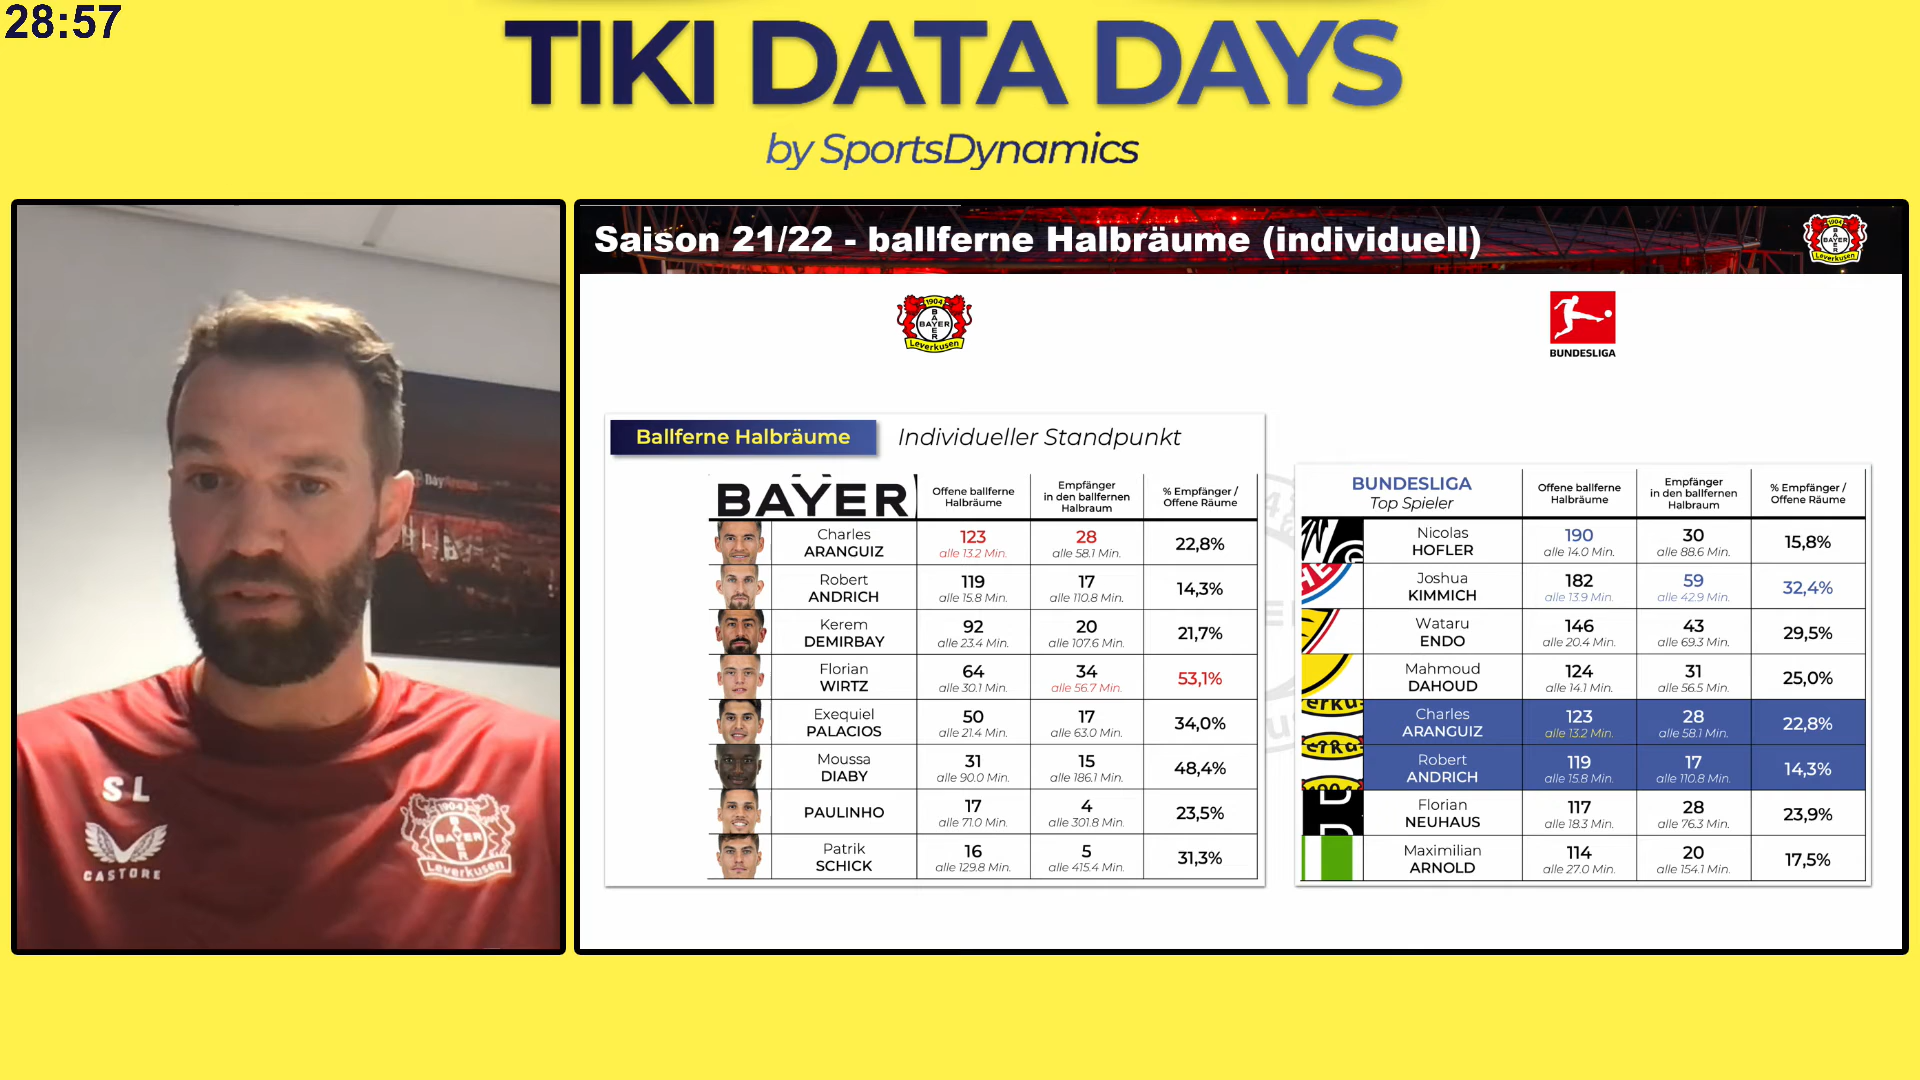 28:57
TIKI DATA DAYS
by SportsDynamics
S L
CASTORE
1904
BAYER
BAYER
Leverkusen
BayArena
Saison 21/22 - ballferne Halbräume (individuell)
1904
BAYER
BAYER
Leverkusen
1904
BAYER
BAYER
Leverkusen
BUNDESLIGA
Ballferne Halbräume
Individueller Standpunkt
BAYER
Offene ballferne
Halbräume
Empfänger
in den ballfernen
Halbraum
% Empfänger /
Offene Räume
Charles
ARANGUIZ
123
alle 13.2 Min.
28
alle 58.1 Min.
22,8%
Robert
ANDRICH
119
alle 15.8 Min.
17
alle 110.8 Min.
14,3%
Kerem
DEMIRBAY
92
alle 23.4 Min.
20
alle 107.6 Min.
21,7%
Florian
WIRTZ
64
alle 30.1 Min.
34
alle 56.7 Min.
53,1%
Exequiel
PALACIOS
50
alle 21.4 Min.
17
alle 63.0 Min.
34,0%
Moussa
DIABY
31
alle 90.0 Min.
15
alle 186.1 Min.
48,4%
PAULINHO
17
alle 71.0 Min.
4
alle 301.8 Min.
23,5%
Patrik
SCHICK
16
alle 129.8 Min.
5
alle 415.4 Min.
31,3%
BUNDESLIGA
Top Spieler
Offene ballferne
Halbräume
Empfänger
in den ballfernen
Halbraum
% Empfänger /
Offene Räume
Nicolas
HOFLER
190
alle 14.0 Min.
30
alle 88.6 Min.
15,8%
Joshua
KIMMICH
182
alle 13.9 Min.
59
alle 42.9 Min.
32,4%
Wataru
ENDO
146
alle 20.4 Min.
43
alle 69.3 Min.
29,5%
Mahmoud
DAHOUD
124
alle 14.1 Min.
31
alle 56.5 Min.
25,0%
Charles
ARANGUIZ
123
alle 13.2 Min.
28
alle 58.1 Min.
22,8%
Robert
ANDRICH
119
alle 15.8 Min.
17
alle 110.8 Min.
14,3%
Florian
NEUHAUS
117
alle 18.3 Min.
28
alle 76.3 Min.
23,9%
Maximilian
ARNOLD
114
alle 27.0 Min.
20
alle 154.1 Min.
17,5%